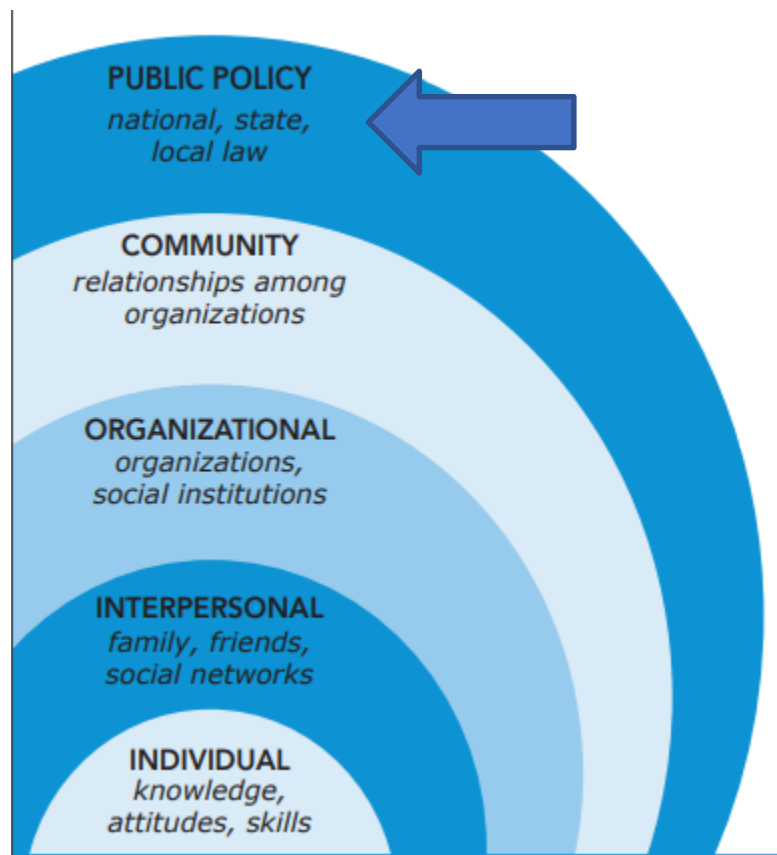 PUBLIC POLICY
national, state,
local law
COMMUNITY
relationships among
organizations
ORGANIZATIONAL
organizations,
social institutions
INTERPERSONAL
family, friends,
social networks
INDIVIDUAL
knowledge,
attitudes, skills